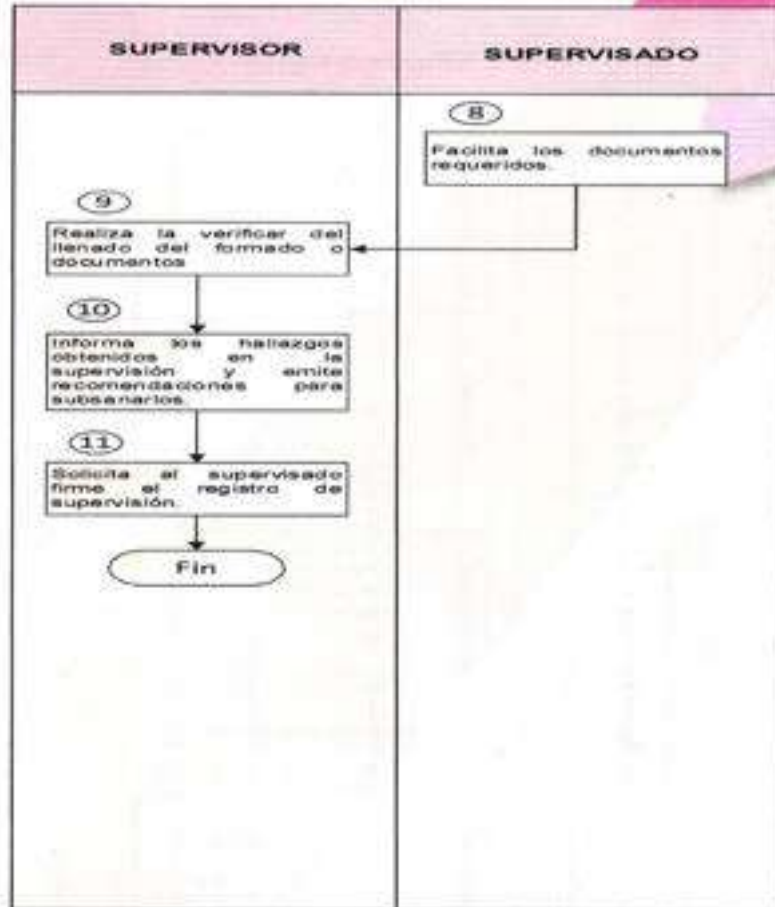 SUPERVISOR
SUPERVISADO
8
Facilita los documentos
requeridos.
9
Realiza la verificar del
llenado del formado o
documentos
10
Informa los hallazgos
obtenidos en la
supervisión y emite
recomendaciones para
subsanarlos.
11
Solicita al supervisado
firme el registro de
supervisión.
Fin